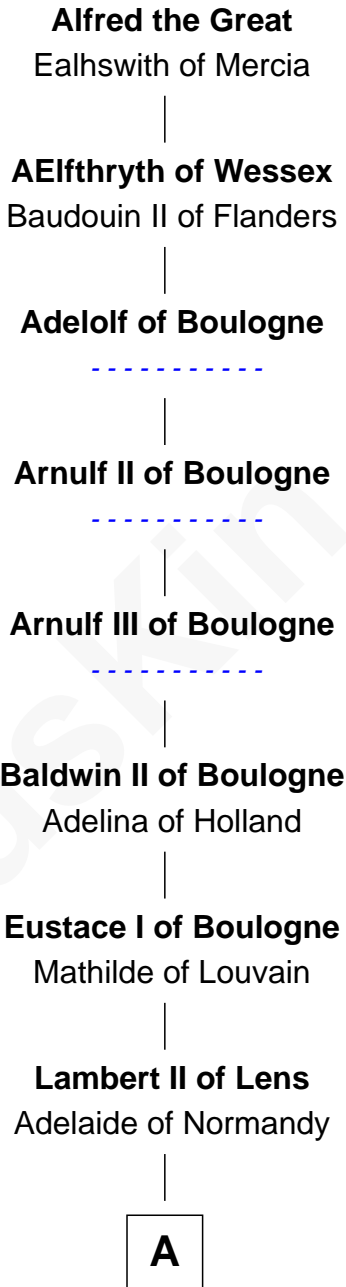 Alfred the Great
Ealhswith of Mercia
AElfthryth of Wessex
Baudouin II of Flanders
Adelolf of Boulogne
- - - - - - - - - - -
Arnulf II of Boulogne
- - - - - - - - - - -
Arnulf III of Boulogne
- - - - - - - - - - -
Baldwin II of Boulogne
Adelina of Holland
Eustace I of Boulogne
Mathilde of Louvain
Lambert II of Lens
Adelaide of Normandy
A